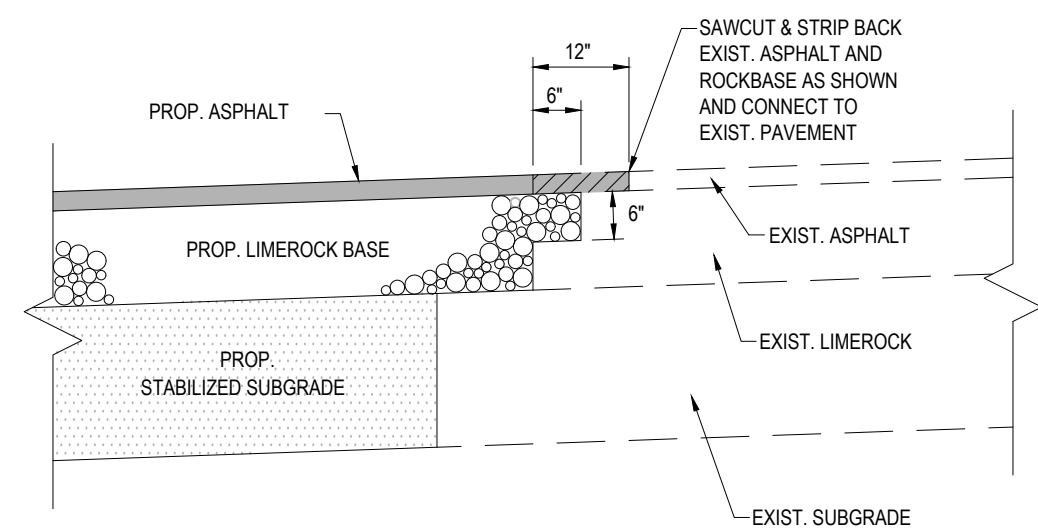 SAWCUT & STRIP BACK
EXIST. ASPHALT AND
ROCKBASE AS SHOWN
AND CONNECT TO
EXIST. PAVEMENT
12"
6"
PROP. ASPHALT
6"
PROP. LIMEROCK BASE
EXIST. ASPHALT
EXIST. LIMEROCK
PROP.
STABILIZED SUBGRADE
EXIST. SUBGRADE